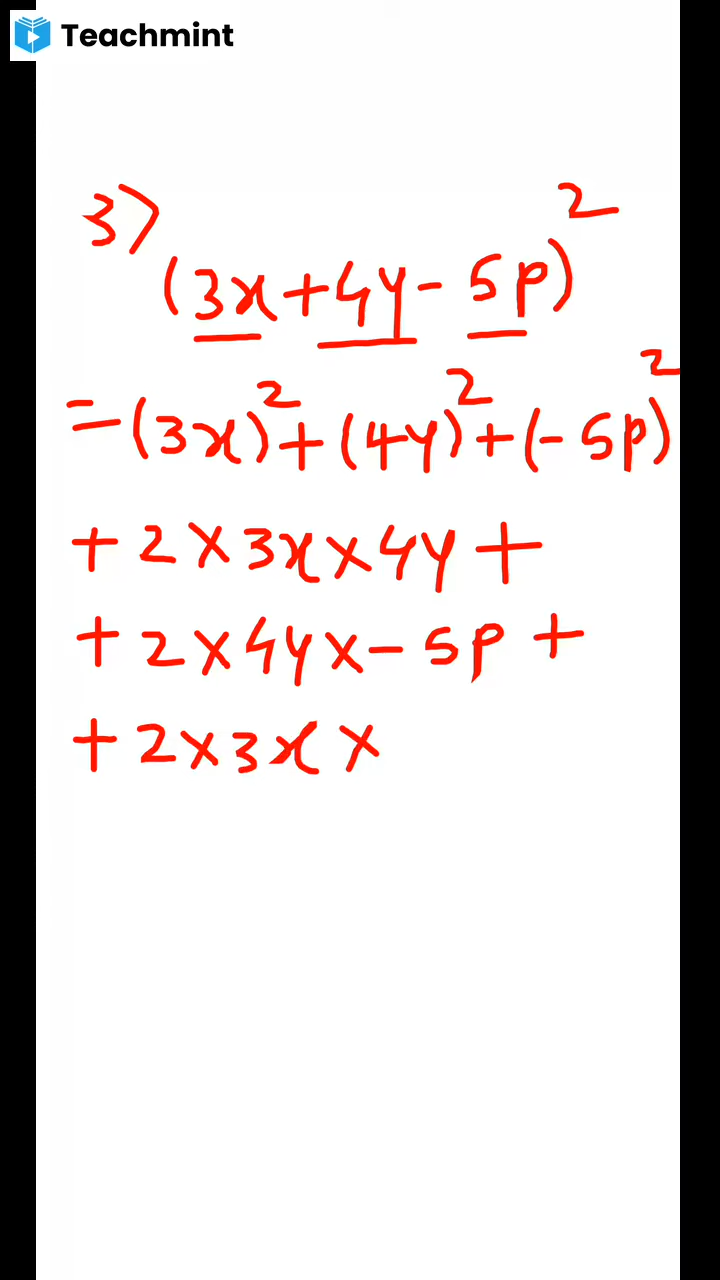 Teachmint
3) (3x+4y-5p)²
=(3x)²+(4y)²+(-5p)²
+2×3x×4y+
+2×4y×-5p+
+2×3x×